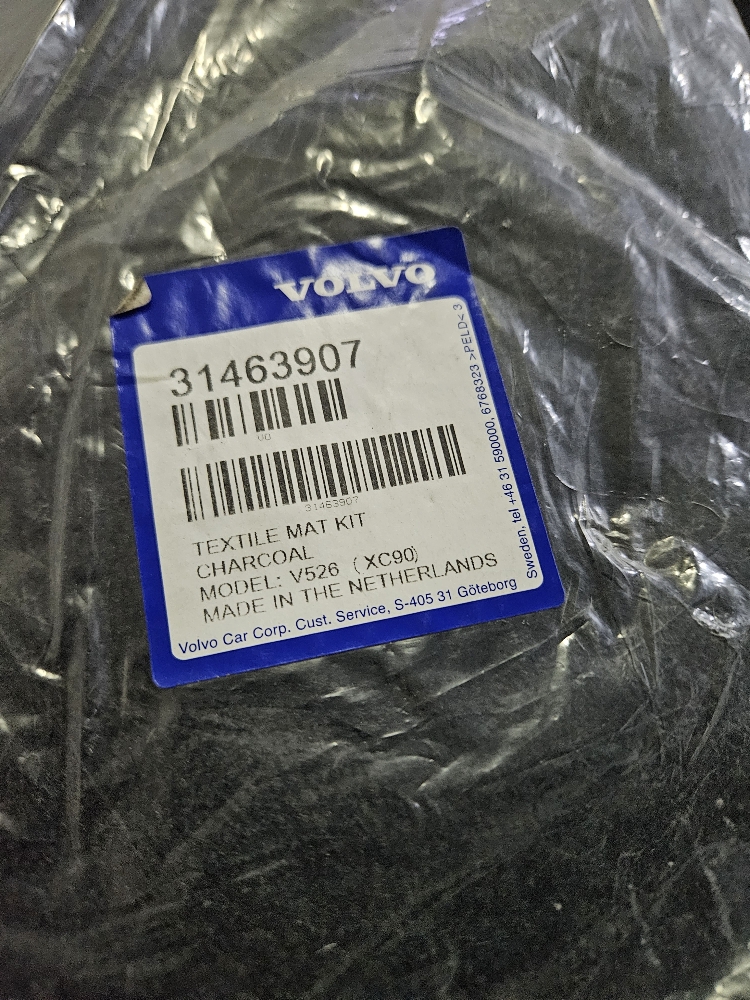 VOLVO
31463907
00
31463907
TEXTILE MAT KIT
CHARCOAL
MODEL: V526 (XC90)
MADE IN THE NETHERLANDS
Volvo Car Corp. Cust. Service, S-405 31 Göteborg
Sweden, tel +46 31 590000, 6768323 >PELD< 3